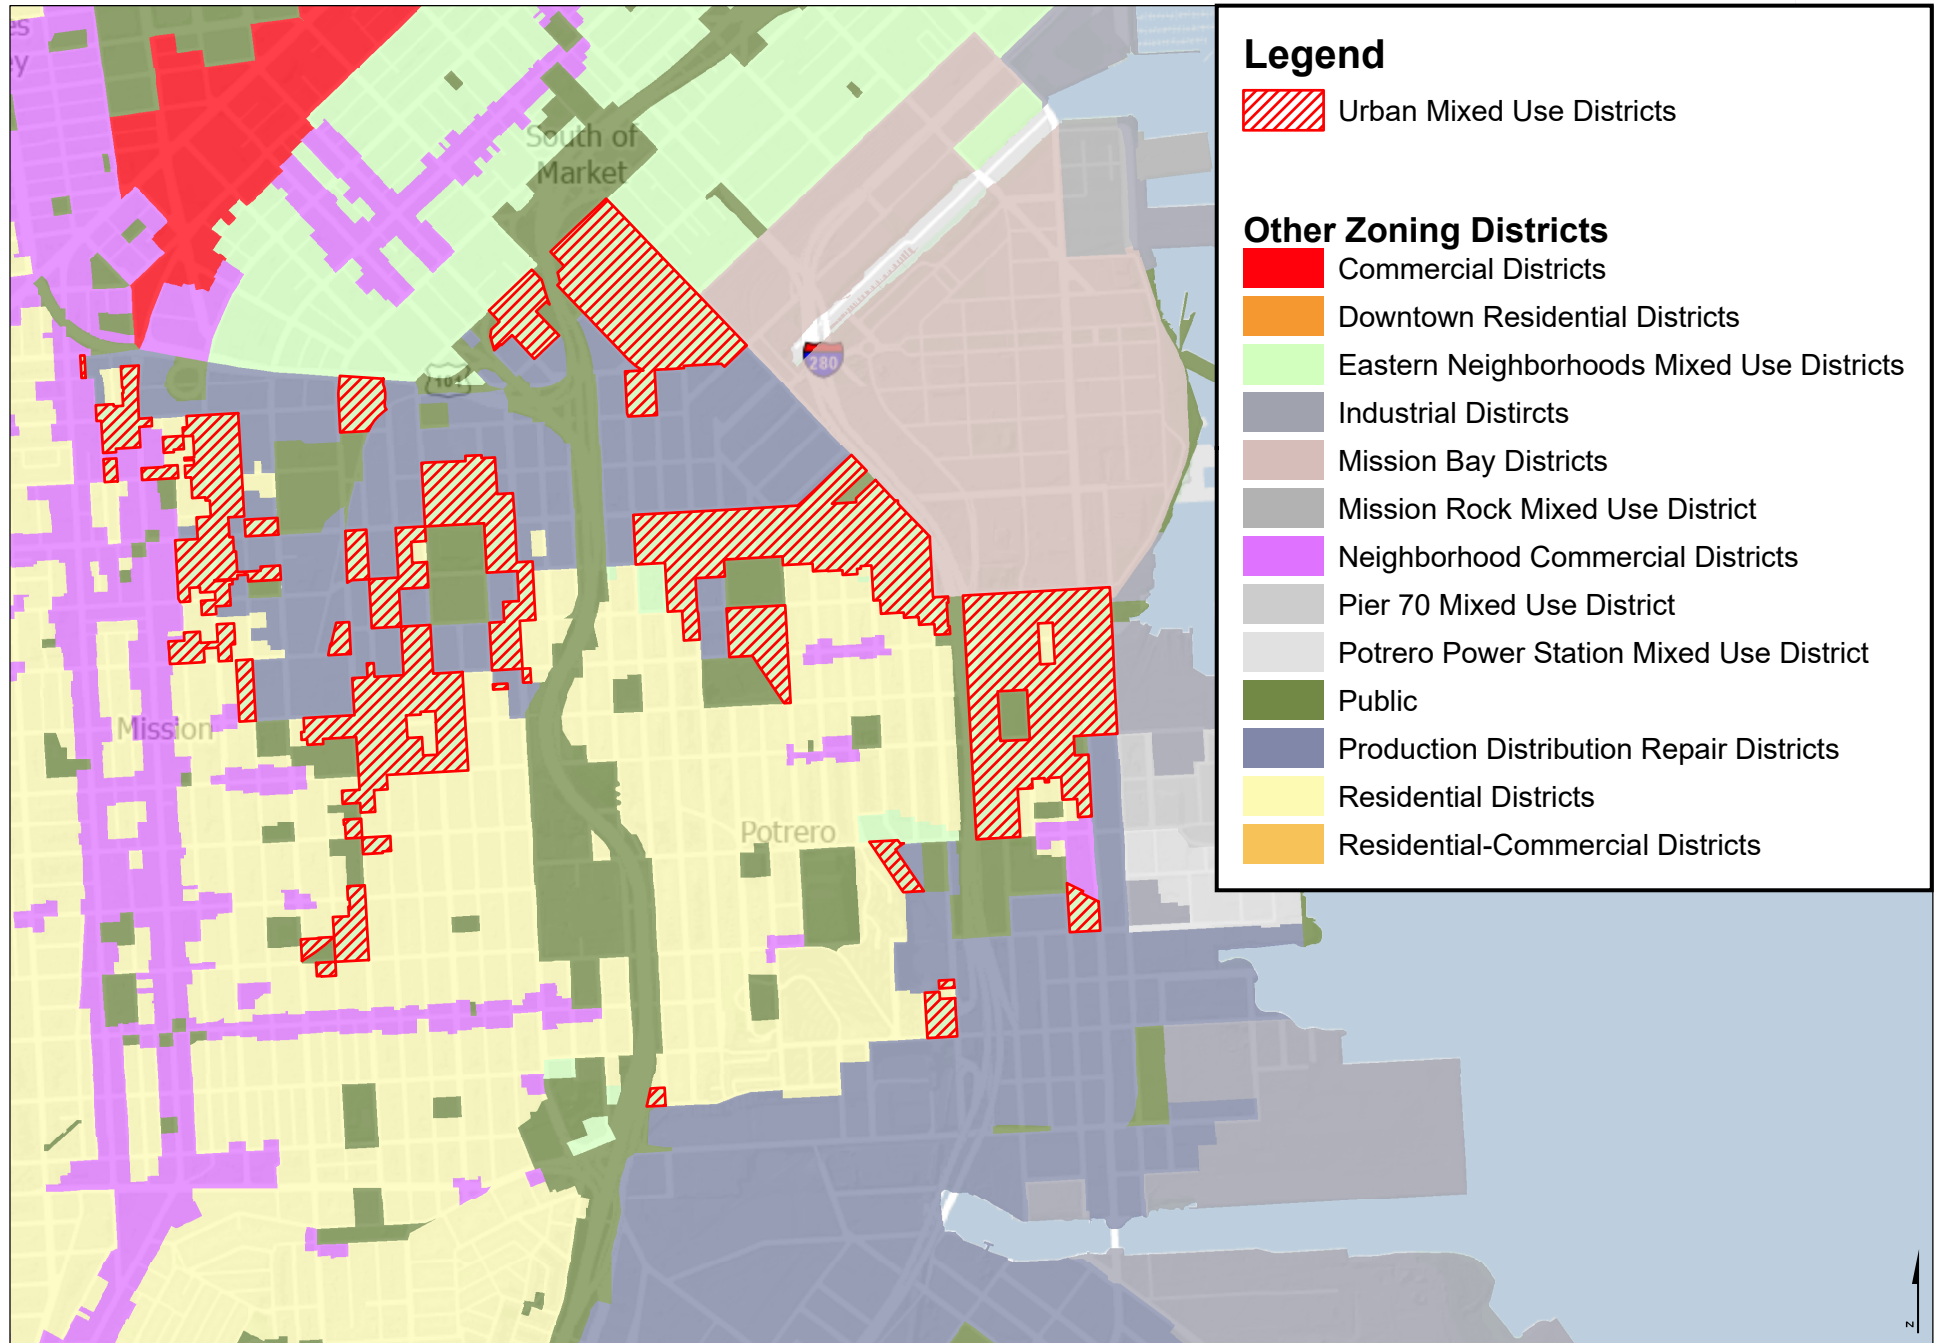 es
ey
South of
Market
101
280
Mission
Potrero
Legend
Urban Mixed Use Districts
Other Zoning Districts
Commercial Districts
Downtown Residential Districts
Eastern Neighborhoods Mixed Use Districts
Industrial Distircts
Mission Bay Districts
Mission Rock Mixed Use District
Neighborhood Commercial Districts
Pier 70 Mixed Use District
Potrero Power Station Mixed Use District
Public
Production Distribution Repair Districts
Residential Districts
Residential-Commercial Districts
z